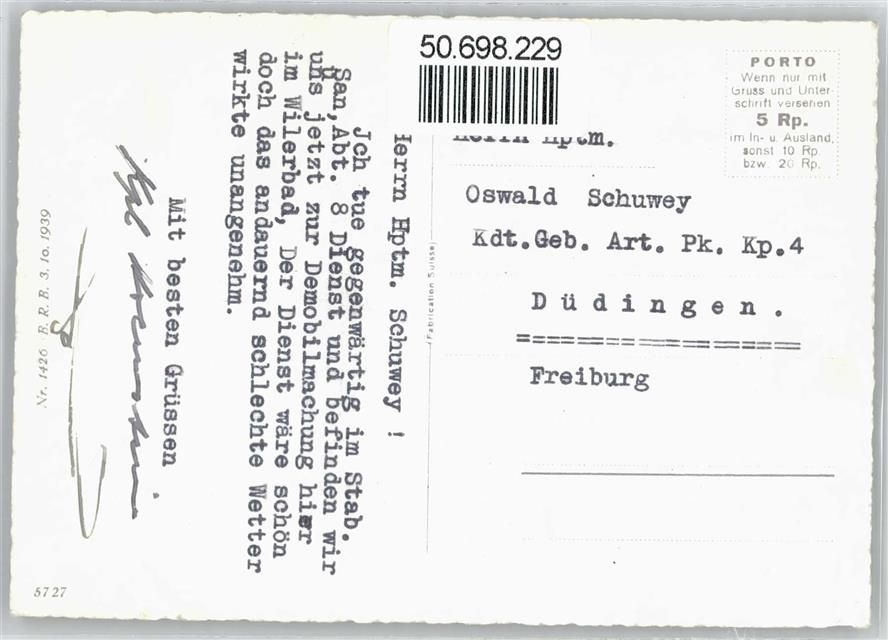 50.698.229
PORTO
Wenn nur mit
Gruss und Unter-
schrift versehen
5 Rp.
im In- u. Ausland,
sonst 10 Rp.
bzw. 20 Rp.
Herrn Hptm.
Oswald Schuwey
Kdt.Geb. Art. Pk. Kp.4
Düdingen.
Freiburg
(Fabrication Suisse)
Herrn Hptm. Schuwey !
Jch tue gegenwärtig im Stab.
San,Abt. 8 Dienst und befinden wir
uns jetzt zur Demobilmachung hier
im Wilerbad, Der Dienst wäre schön
doch das andauernd schlechte Wetter
wirkte unangenehm.
Mit besten Grüssen
Nr. 1426 · B. R. B. 3. 10. 1939
5727